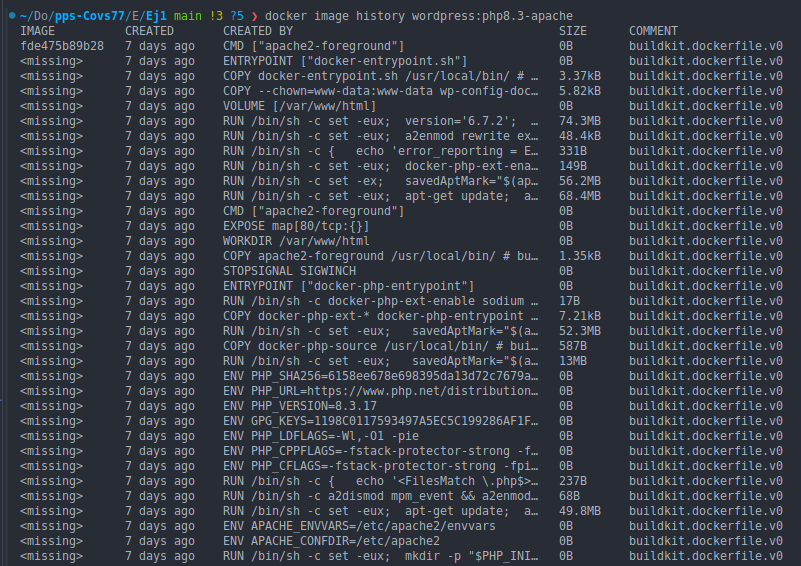 ~/Do/pps-Covs77/E/Ej1 main !3 ?5 ❯ docker image history wordpress:php8.3-apache
IMAGE CREATED CREATED BY SIZE COMMENT
fde475b89b28 7 days ago CMD ["apache2-foreground"] 0B buildkit.dockerfile.v0
<missing> 7 days ago ENTRYPOINT ["docker-entrypoint.sh"] 0B buildkit.dockerfile.v0
<missing> 7 days ago COPY docker-entrypoint.sh /usr/local/bin/ # … 3.37kB buildkit.dockerfile.v0
<missing> 7 days ago COPY --chown=www-data:www-data wp-config-doc… 5.82kB buildkit.dockerfile.v0
<missing> 7 days ago VOLUME [/var/www/html] 0B buildkit.dockerfile.v0
<missing> 7 days ago RUN /bin/sh -c set -eux; version='6.7.2'; … 74.3MB buildkit.dockerfile.v0
<missing> 7 days ago RUN /bin/sh -c set -eux; a2enmod rewrite ex… 48.4kB buildkit.dockerfile.v0
<missing> 7 days ago RUN /bin/sh -c { echo 'error_reporting = E… 331B buildkit.dockerfile.v0
<missing> 7 days ago RUN /bin/sh -c set -eux; docker-php-ext-ena… 149B buildkit.dockerfile.v0
<missing> 7 days ago RUN /bin/sh -c set -ex; savedAptMark="$(ap… 56.2MB buildkit.dockerfile.v0
<missing> 7 days ago RUN /bin/sh -c set -eux; apt-get update; a… 68.4MB buildkit.dockerfile.v0
<missing> 7 days ago CMD ["apache2-foreground"] 0B buildkit.dockerfile.v0
<missing> 7 days ago EXPOSE map[80/tcp:{}] 0B buildkit.dockerfile.v0
<missing> 7 days ago WORKDIR /var/www/html 0B buildkit.dockerfile.v0
<missing> 7 days ago COPY apache2-foreground /usr/local/bin/ # bu… 1.35kB buildkit.dockerfile.v0
<missing> 7 days ago STOPSIGNAL SIGWINCH 0B buildkit.dockerfile.v0
<missing> 7 days ago ENTRYPOINT ["docker-php-entrypoint"] 0B buildkit.dockerfile.v0
<missing> 7 days ago RUN /bin/sh -c docker-php-ext-enable sodium … 17B buildkit.dockerfile.v0
<missing> 7 days ago COPY docker-php-ext-* docker-php-entrypoint … 7.21kB buildkit.dockerfile.v0
<missing> 7 days ago RUN /bin/sh -c set -eux; savedAptMark="$(a… 52.3MB buildkit.dockerfile.v0
<missing> 7 days ago COPY docker-php-source /usr/local/bin/ # bui… 587B buildkit.dockerfile.v0
<missing> 7 days ago RUN /bin/sh -c set -eux; savedAptMark="$(a… 13MB buildkit.dockerfile.v0
<missing> 7 days ago ENV PHP_SHA256=6158ee678e698395da13d72c7679a… 0B buildkit.dockerfile.v0
<missing> 7 days ago ENV PHP_URL=https://www.php.net/distribution… 0B buildkit.dockerfile.v0
<missing> 7 days ago ENV PHP_VERSION=8.3.17 0B buildkit.dockerfile.v0
<missing> 7 days ago ENV GPG_KEYS=1198C0117593497A5EC5C199286AF1F… 0B buildkit.dockerfile.v0
<missing> 7 days ago ENV PHP_LDFLAGS=-Wl,-O1 -pie 0B buildkit.dockerfile.v0
<missing> 7 days ago ENV PHP_CPPFLAGS=-fstack-protector-strong -f… 0B buildkit.dockerfile.v0
<missing> 7 days ago ENV PHP_CFLAGS=-fstack-protector-strong -fpi… 0B buildkit.dockerfile.v0
<missing> 7 days ago RUN /bin/sh -c { echo '<FilesMatch \.php$>… 237B buildkit.dockerfile.v0
<missing> 7 days ago RUN /bin/sh -c a2dismod mpm_event && a2enmod… 68B buildkit.dockerfile.v0
<missing> 7 days ago RUN /bin/sh -c set -eux; apt-get update; a… 49.8MB buildkit.dockerfile.v0
<missing> 7 days ago ENV APACHE_ENVVARS=/etc/apache2/envvars 0B buildkit.dockerfile.v0
<missing> 7 days ago ENV APACHE_CONFDIR=/etc/apache2 0B buildkit.dockerfile.v0
<missing> 7 days ago RUN /bin/sh -c set -eux; mkdir -p "$PHP_INI… 0B buildkit.dockerfile.v0